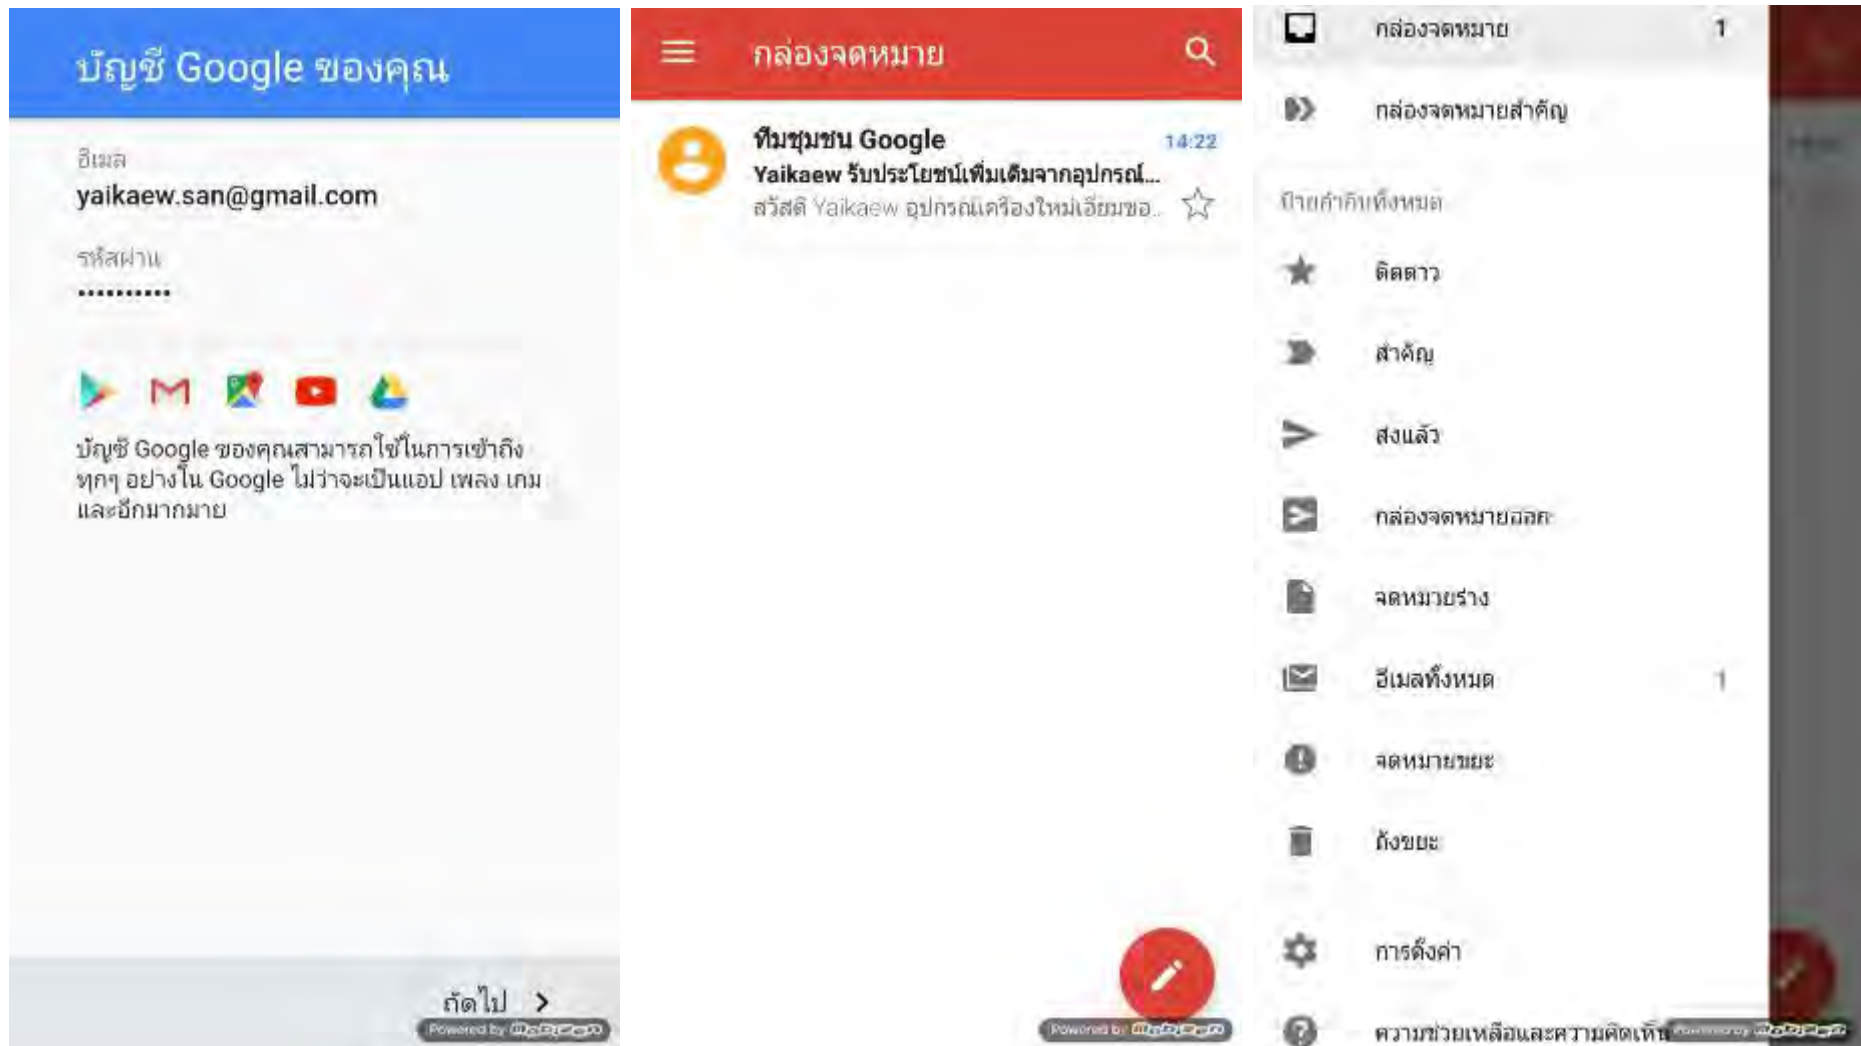 บัญชี Google ของคุณ
อีเมล
yaikaew.san@gmail.com
รหัสผ่าน
••••••••••
บัญชี Google ของคุณสามารถใช้ในการเข้าถึง
ทุกๆ อย่างใน Google ไม่ว่าจะเป็นแอป เพลง เกม
และอีกมากมาย
ถัดไป
Powered by
กล่องจดหมาย
ทีมชุมชน Google 14:22
Yaikaew รับประโยชน์เพิ่มเติมจากอุปกรณ์...
สวัสดี Yaikaew อุปกรณ์เครื่องใหม่เอี่ยมขอ...
Powered by
กล่องจดหมาย 1
กล่องจดหมายสำคัญ
ป้ายกำกับทั้งหมด
ติดดาว
สำคัญ
ส่งแล้ว
กล่องจดหมายออก
จดหมายร่าง
อีเมลทั้งหมด 1
จดหมายขยะ
ถังขยะ
การตั้งค่า
ความช่วยเหลือและความคิดเห็น